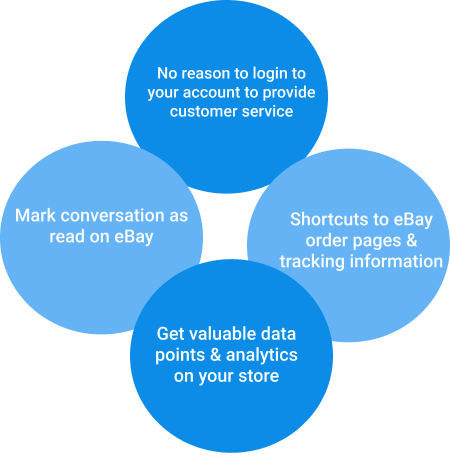 No reason to login to
your account to provide
customer service
Mark conversation as
read on eBay
Shortcuts to eBay
order pages &
tracking information
Get valuable data
points & analytics
on your store